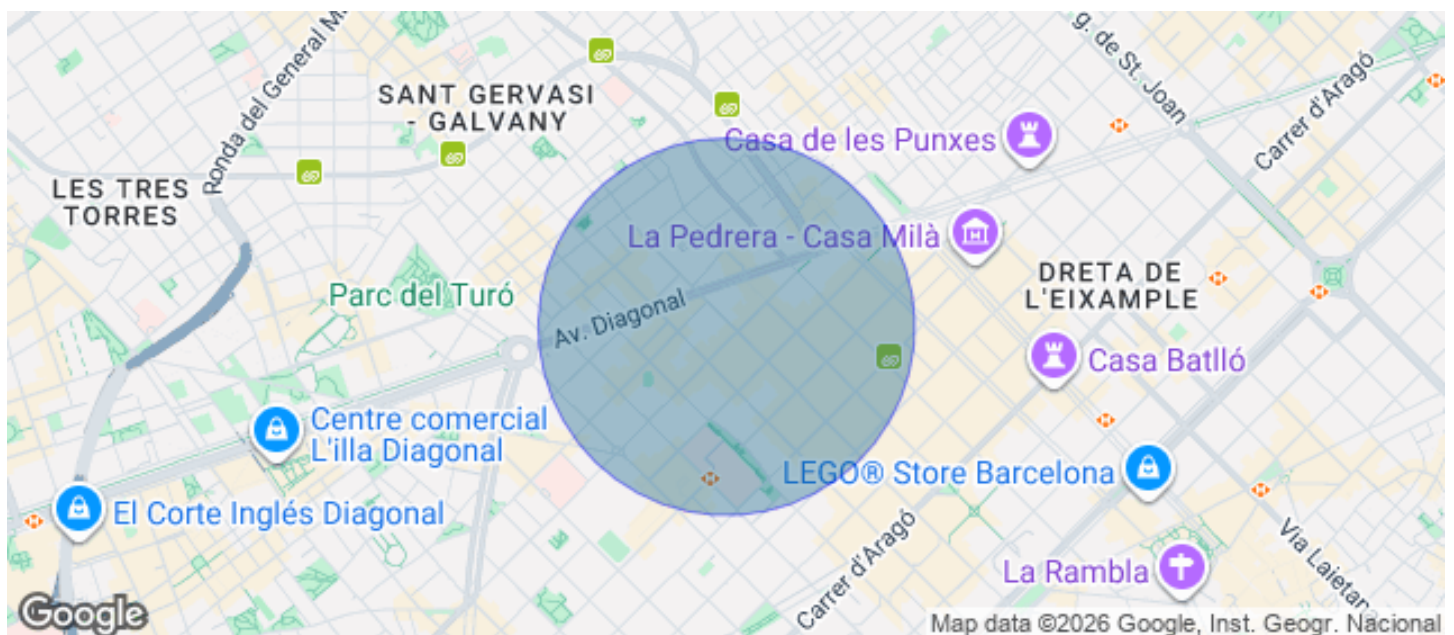 g. de St. Joan
Ronda del General Mi
SANT GERVASI
- GALVANY
Casa de les Punxes
Carrer d'Aragó
LES TRES
TORRES
La Pedrera - Casa Milà
DRETA DE
L'EIXAMPLE
Parc del Turó
Av. Diagonal
Casa Batlló
Centre comercial
L'illa Diagonal
LEGO® Store Barcelona
El Corte Inglés Diagonal
Carrer d'Aragó
Via Laietana
La Rambla
Google
Map data ©2026 Google, Inst. Geogr. Nacional